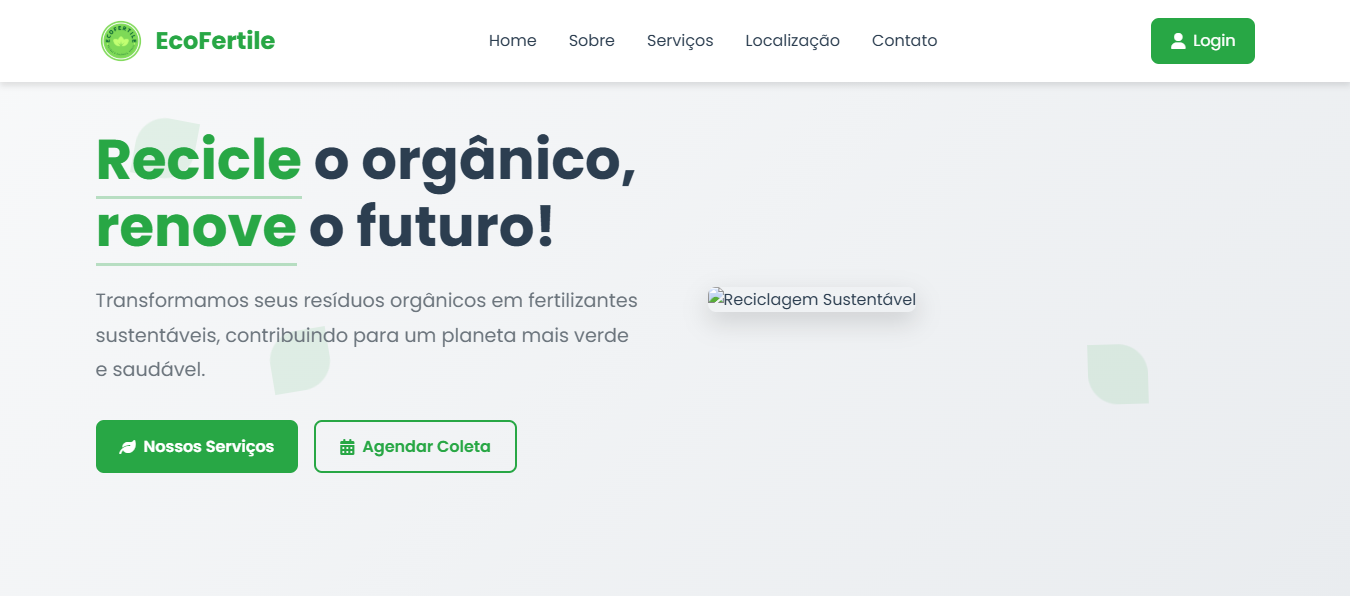 ECOFERTILE
EcoFertile
Home
Sobre
Serviços
Localização
Contato
Login
Recicle o orgânico,
renove o futuro!
Transformamos seus resíduos orgânicos em fertilizantes
sustentáveis, contribuindo para um planeta mais verde
e saudável.
Reciclagem Sustentável
Nossos Serviços
Agendar Coleta